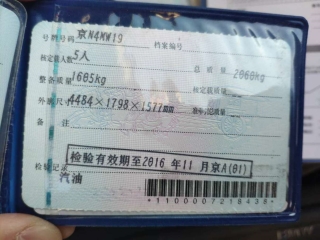 号牌号码 京N4MW19 档案编号
核定载人数 5人 总质量 2060kg
整备质量 1605kg 核定载质量
外廓尺寸 4484×1798×1577mm 准牵引总质量
备注
检验有效期至2016年11月京A(01)
检验记录
汽油
*1100007218438*